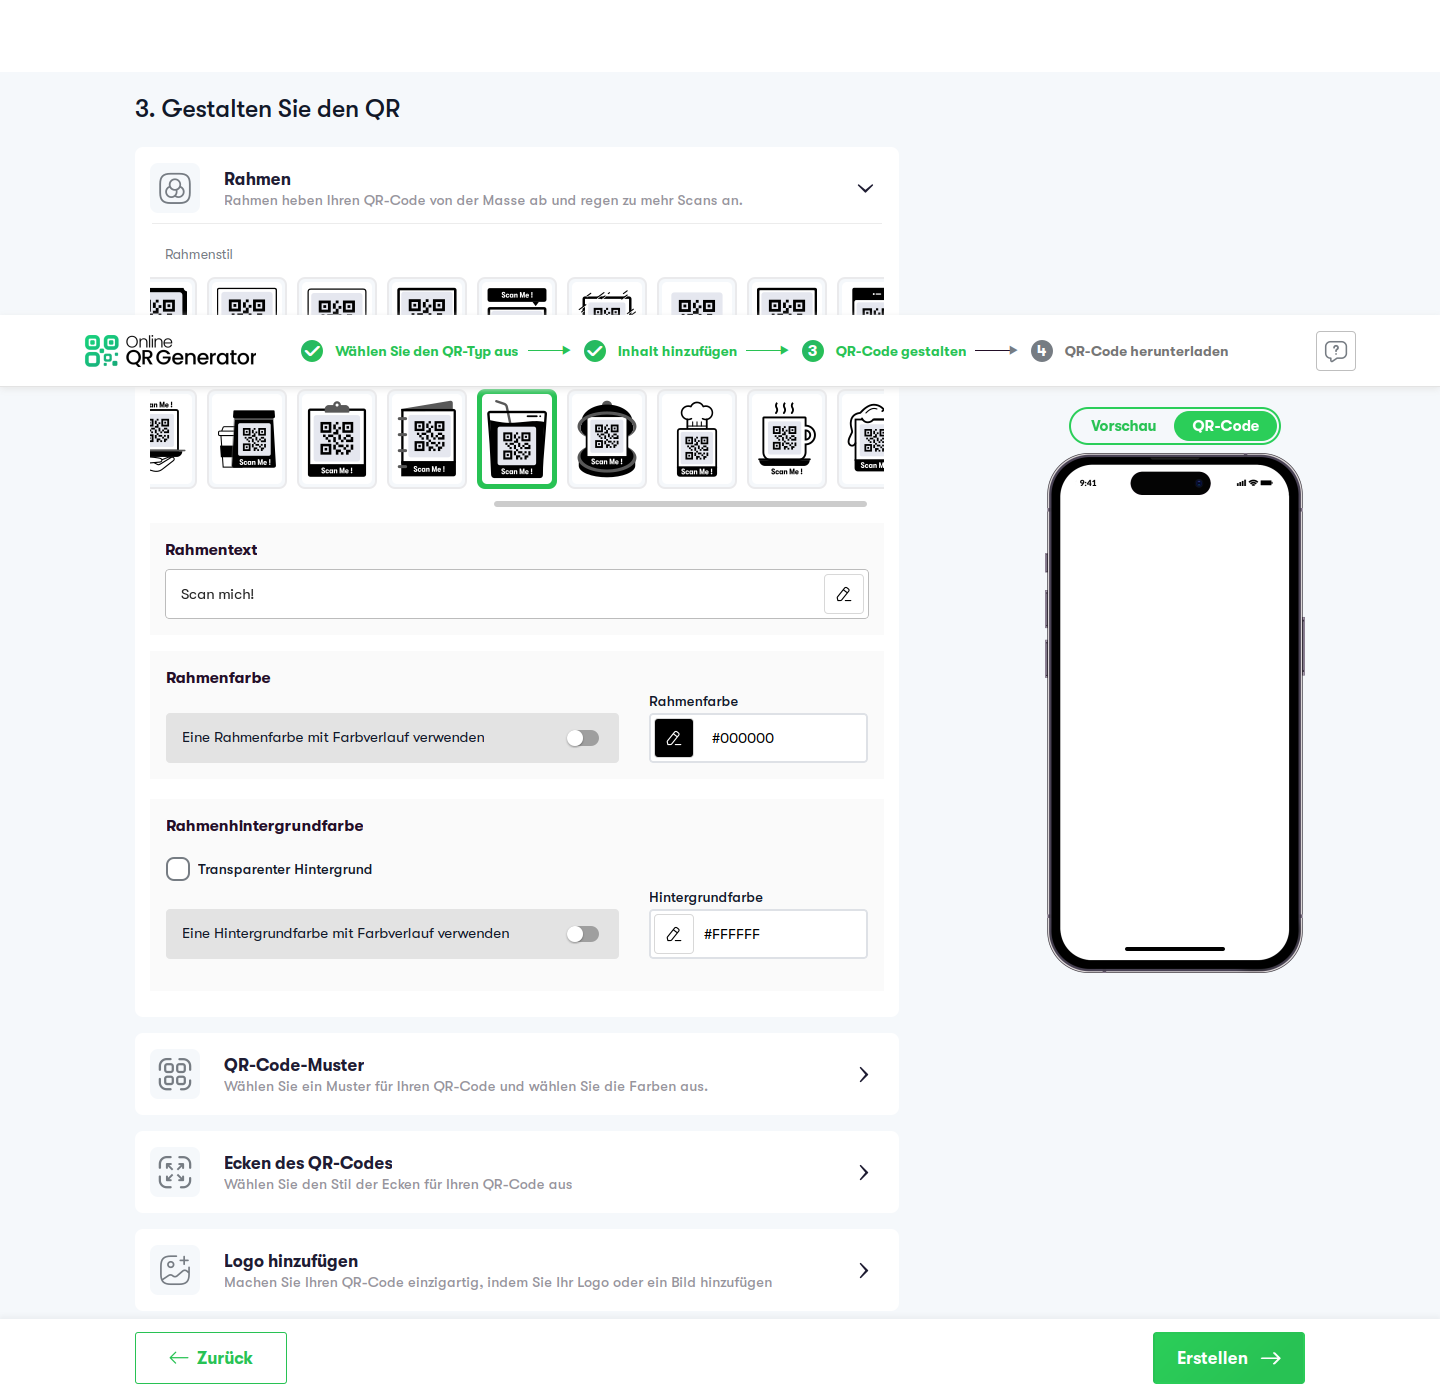 3. Gestalten Sie den QR
Rahmen
Rahmen heben Ihren QR-Code von der Masse ab und regen zu mehr Scans an.
Rahmenstil
Scan Me !
Online
QR Generator
Wählen Sie den QR-Typ aus
Inhalt hinzufügen
3 QR-Code gestalten
4 QR-Code herunterladen
an Me !
Scan Me !
Scan Me !
Scan Me !
Scan Me !
Scan Me !
Scan Me !
Scan Me !
Scan M
Vorschau
QR-Code
9:41
Rahmentext
Scan mich!
Rahmenfarbe
Rahmenfarbe
Eine Rahmenfarbe mit Farbverlauf verwenden
#000000
Rahmenhintergrundfarbe
Transparenter Hintergrund
Hintergrundfarbe
Eine Hintergrundfarbe mit Farbverlauf verwenden
#FFFFFF
QR-Code-Muster
Wählen Sie ein Muster für Ihren QR-Code und wählen Sie die Farben aus.
Ecken des QR-Codes
Wählen Sie den Stil der Ecken für Ihren QR-Code aus
Logo hinzufügen
Machen Sie Ihren QR-Code einzigartig, indem Sie Ihr Logo oder ein Bild hinzufügen
Zurück
Erstellen